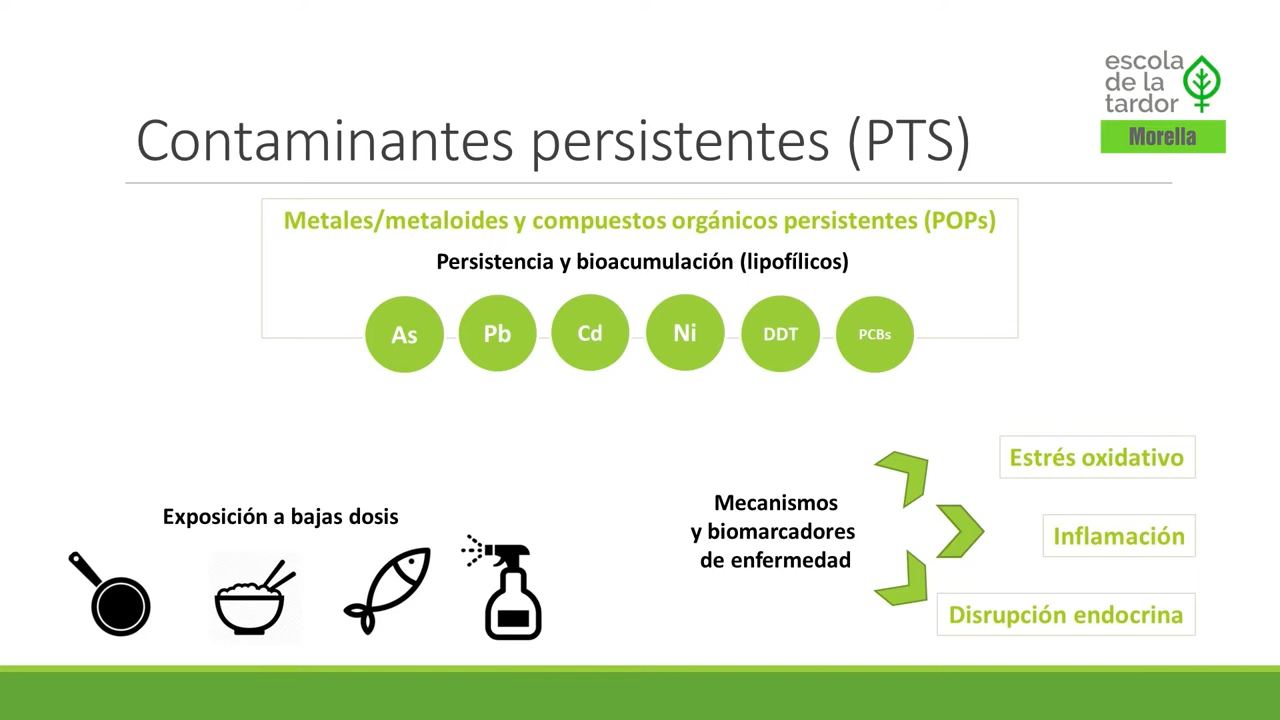 escola
de la
tardor
Morella
Contaminantes persistentes (PTS)
Metales/metaloides y compuestos orgánicos persistentes (POPs)
Persistencia y bioacumulación (lipofílicos)
As Pb Cd Ni DDT PCBs
Exposición a bajas dosis
Mecanismos
y biomarcadores
de enfermedad
Estrés oxidativo
Inflamación
Disrupción endocrina